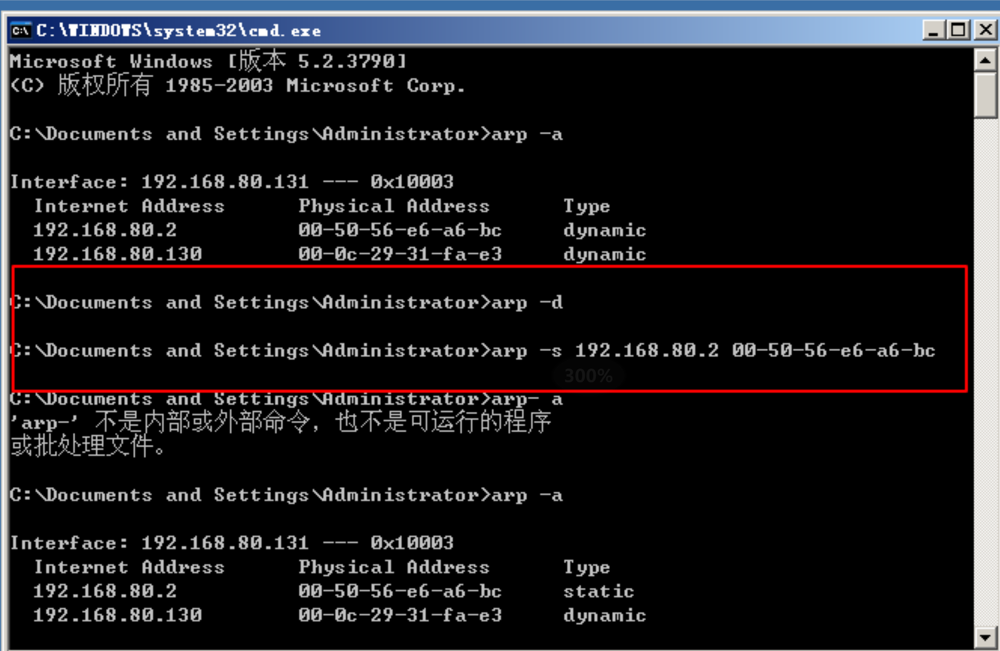 C:\WINDOWS\system32\cmd.exe
Microsoft Windows [版本 5.2.3790]
(C) 版权所有 1985-2003 Microsoft Corp.
C:\Documents and Settings\Administrator>arp -a
Interface: 192.168.80.131 --- 0x10003
Internet Address Physical Address Type
192.168.80.2 00-50-56-e6-a6-bc dynamic
192.168.80.130 00-0c-29-31-fa-e3 dynamic
C:\Documents and Settings\Administrator>arp -d
C:\Documents and Settings\Administrator>arp -s 192.168.80.2 00-50-56-e6-a6-bc
300%
C:\Documents and Settings\Administrator>arp- a
'arp-' 不是内部或外部命令，也不是可运行的程序
或批处理文件。
C:\Documents and Settings\Administrator>arp -a
Interface: 192.168.80.131 --- 0x10003
Internet Address Physical Address Type
192.168.80.2 00-50-56-e6-a6-bc static
192.168.80.130 00-0c-29-31-fa-e3 dynamic